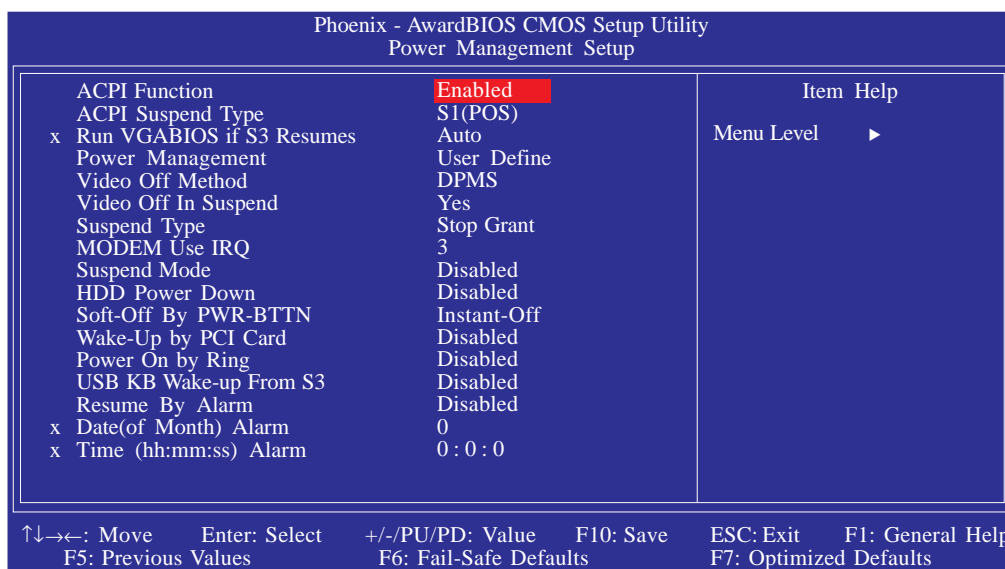 Phoenix - AwardBIOS CMOS Setup Utility
Power Management Setup
ACPI Function Enabled
ACPI Suspend Type S1(POS)
x Run VGABIOS if S3 Resumes Auto
Power Management User Define
Video Off Method DPMS
Video Off In Suspend Yes
Suspend Type Stop Grant
MODEM Use IRQ 3
Suspend Mode Disabled
HDD Power Down Disabled
Soft-Off By PWR-BTTN Instant-Off
Wake-Up by PCI Card Disabled
Power On by Ring Disabled
USB KB Wake-up From S3 Disabled
Resume By Alarm Disabled
x Date(of Month) Alarm 0
x Time (hh:mm:ss) Alarm 0 : 0 : 0
Item Help
Menu Level ▶
↑↓→←: Move Enter: Select +/-/PU/PD: Value F10: Save ESC: Exit F1: General Help
F5: Previous Values F6: Fail-Safe Defaults F7: Optimized Defaults